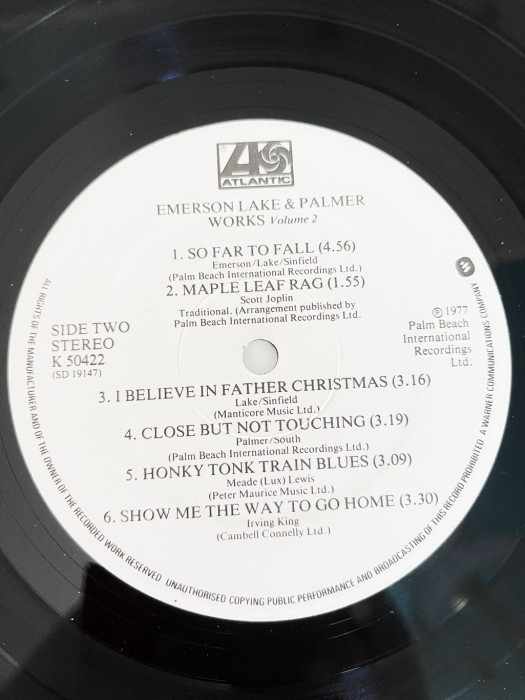 ATLANTIC
EMERSON LAKE & PALMER
WORKS Volume 2
1. SO FAR TO FALL (4.56)
Emerson/Lake/Sinfield
(Palm Beach International Recordings Ltd.)
2. MAPLE LEAF RAG (1.55)
Scott Joplin
Traditional. (Arrangement published by
Palm Beach International Recordings Ltd.
SIDE TWO
STEREO
K 50422
(SD 19147)
℗ 1977
Palm Beach
International
Recordings
Ltd.
3. I BELIEVE IN FATHER CHRISTMAS (3.16)
Lake/Sinfield
(Manticore Music Ltd.)
4. CLOSE BUT NOT TOUCHING (3.19)
Palmer/South
(Palm Beach International Recordings Ltd.)
5. HONKY TONK TRAIN BLUES (3.09)
Meade (Lux) Lewis
(Peter Maurice Music Ltd.)
6. SHOW ME THE WAY TO GO HOME (3.30)
Irving King
(Cambell Connelly Ltd.)
ALL RIGHTS OF THE MANUFACTURER AND OF THE OWNER OF THE RECORDED WORK RESERVED UNAUTHORISED COPYING PUBLIC PERFORMANCE AND BROADCASTING OF THIS RECORD PROHIBITED A WARNER COMMUNICATIONS COMPANY